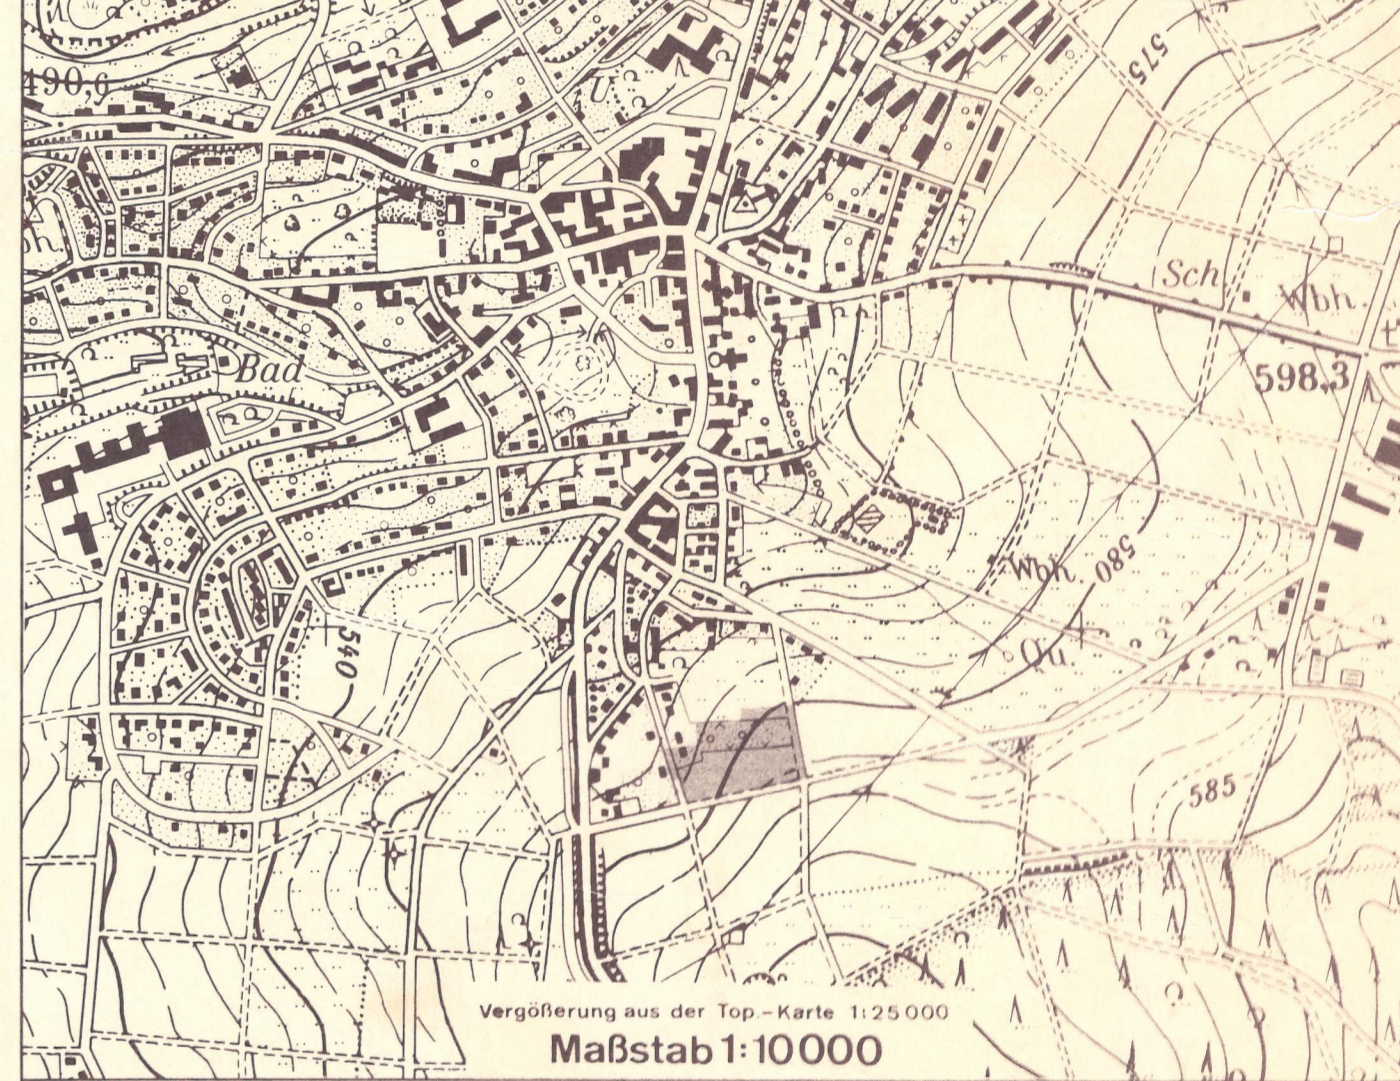 575
490,6
U
Sch
Wbh.
Bad
598,3
Wbh.
580
Qu.
540
585
Vergößerung aus der Top.-Karte 1:25000
Maßstab 1:10000